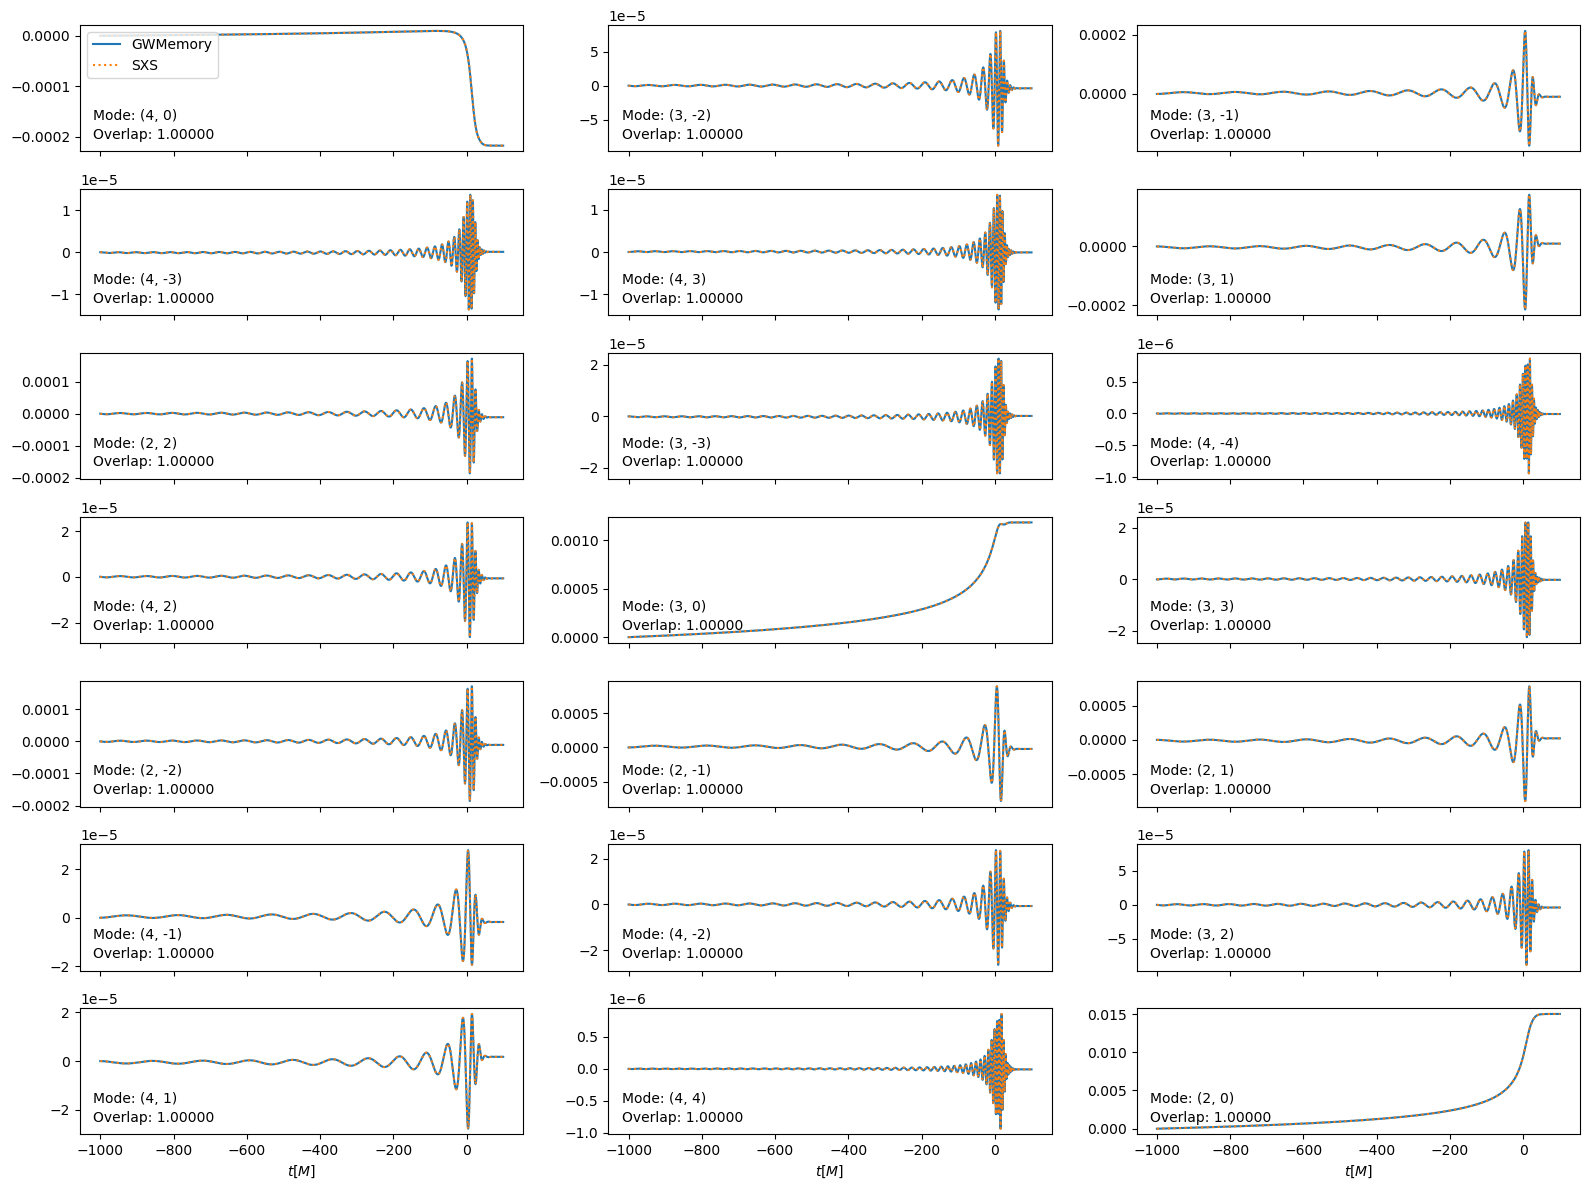 0.0000
−0.0001
−0.0002
GWMemory
SXS
Mode: (4, 0)
Overlap: 1.00000
1e−5
5
0
−5
Mode: (3, -2)
Overlap: 1.00000
0.0002
0.0000
Mode: (3, -1)
Overlap: 1.00000
1e−5
1
0
−1
Mode: (4, -3)
Overlap: 1.00000
1e−5
1
0
−1
Mode: (4, 3)
Overlap: 1.00000
0.0000
−0.0002
Mode: (3, 1)
Overlap: 1.00000
0.0001
0.0000
−0.0001
−0.0002
Mode: (2, 2)
Overlap: 1.00000
1e−5
2
0
−2
Mode: (3, -3)
Overlap: 1.00000
1e−6
0.5
0.0
−0.5
−1.0
Mode: (4, -4)
Overlap: 1.00000
1e−5
2
0
−2
Mode: (4, 2)
Overlap: 1.00000
0.0010
0.0005
0.0000
Mode: (3, 0)
Overlap: 1.00000
1e−5
2
0
−2
Mode: (3, 3)
Overlap: 1.00000
0.0001
0.0000
−0.0001
−0.0002
Mode: (2, -2)
Overlap: 1.00000
0.0005
0.0000
−0.0005
Mode: (2, -1)
Overlap: 1.00000
0.0005
0.0000
−0.0005
Mode: (2, 1)
Overlap: 1.00000
1e−5
2
0
−2
Mode: (4, -1)
Overlap: 1.00000
1e−5
2
0
−2
Mode: (4, -2)
Overlap: 1.00000
1e−5
5
0
−5
Mode: (3, 2)
Overlap: 1.00000
1e−5
2
0
−2
Mode: (4, 1)
Overlap: 1.00000
−1000 −800 −600 −400 −200 0
t[M]
1e−6
0.5
0.0
−0.5
−1.0
Mode: (4, 4)
Overlap: 1.00000
−1000 −800 −600 −400 −200 0
t[M]
0.015
0.010
0.005
0.000
Mode: (2, 0)
Overlap: 1.00000
−1000 −800 −600 −400 −200 0
t[M]